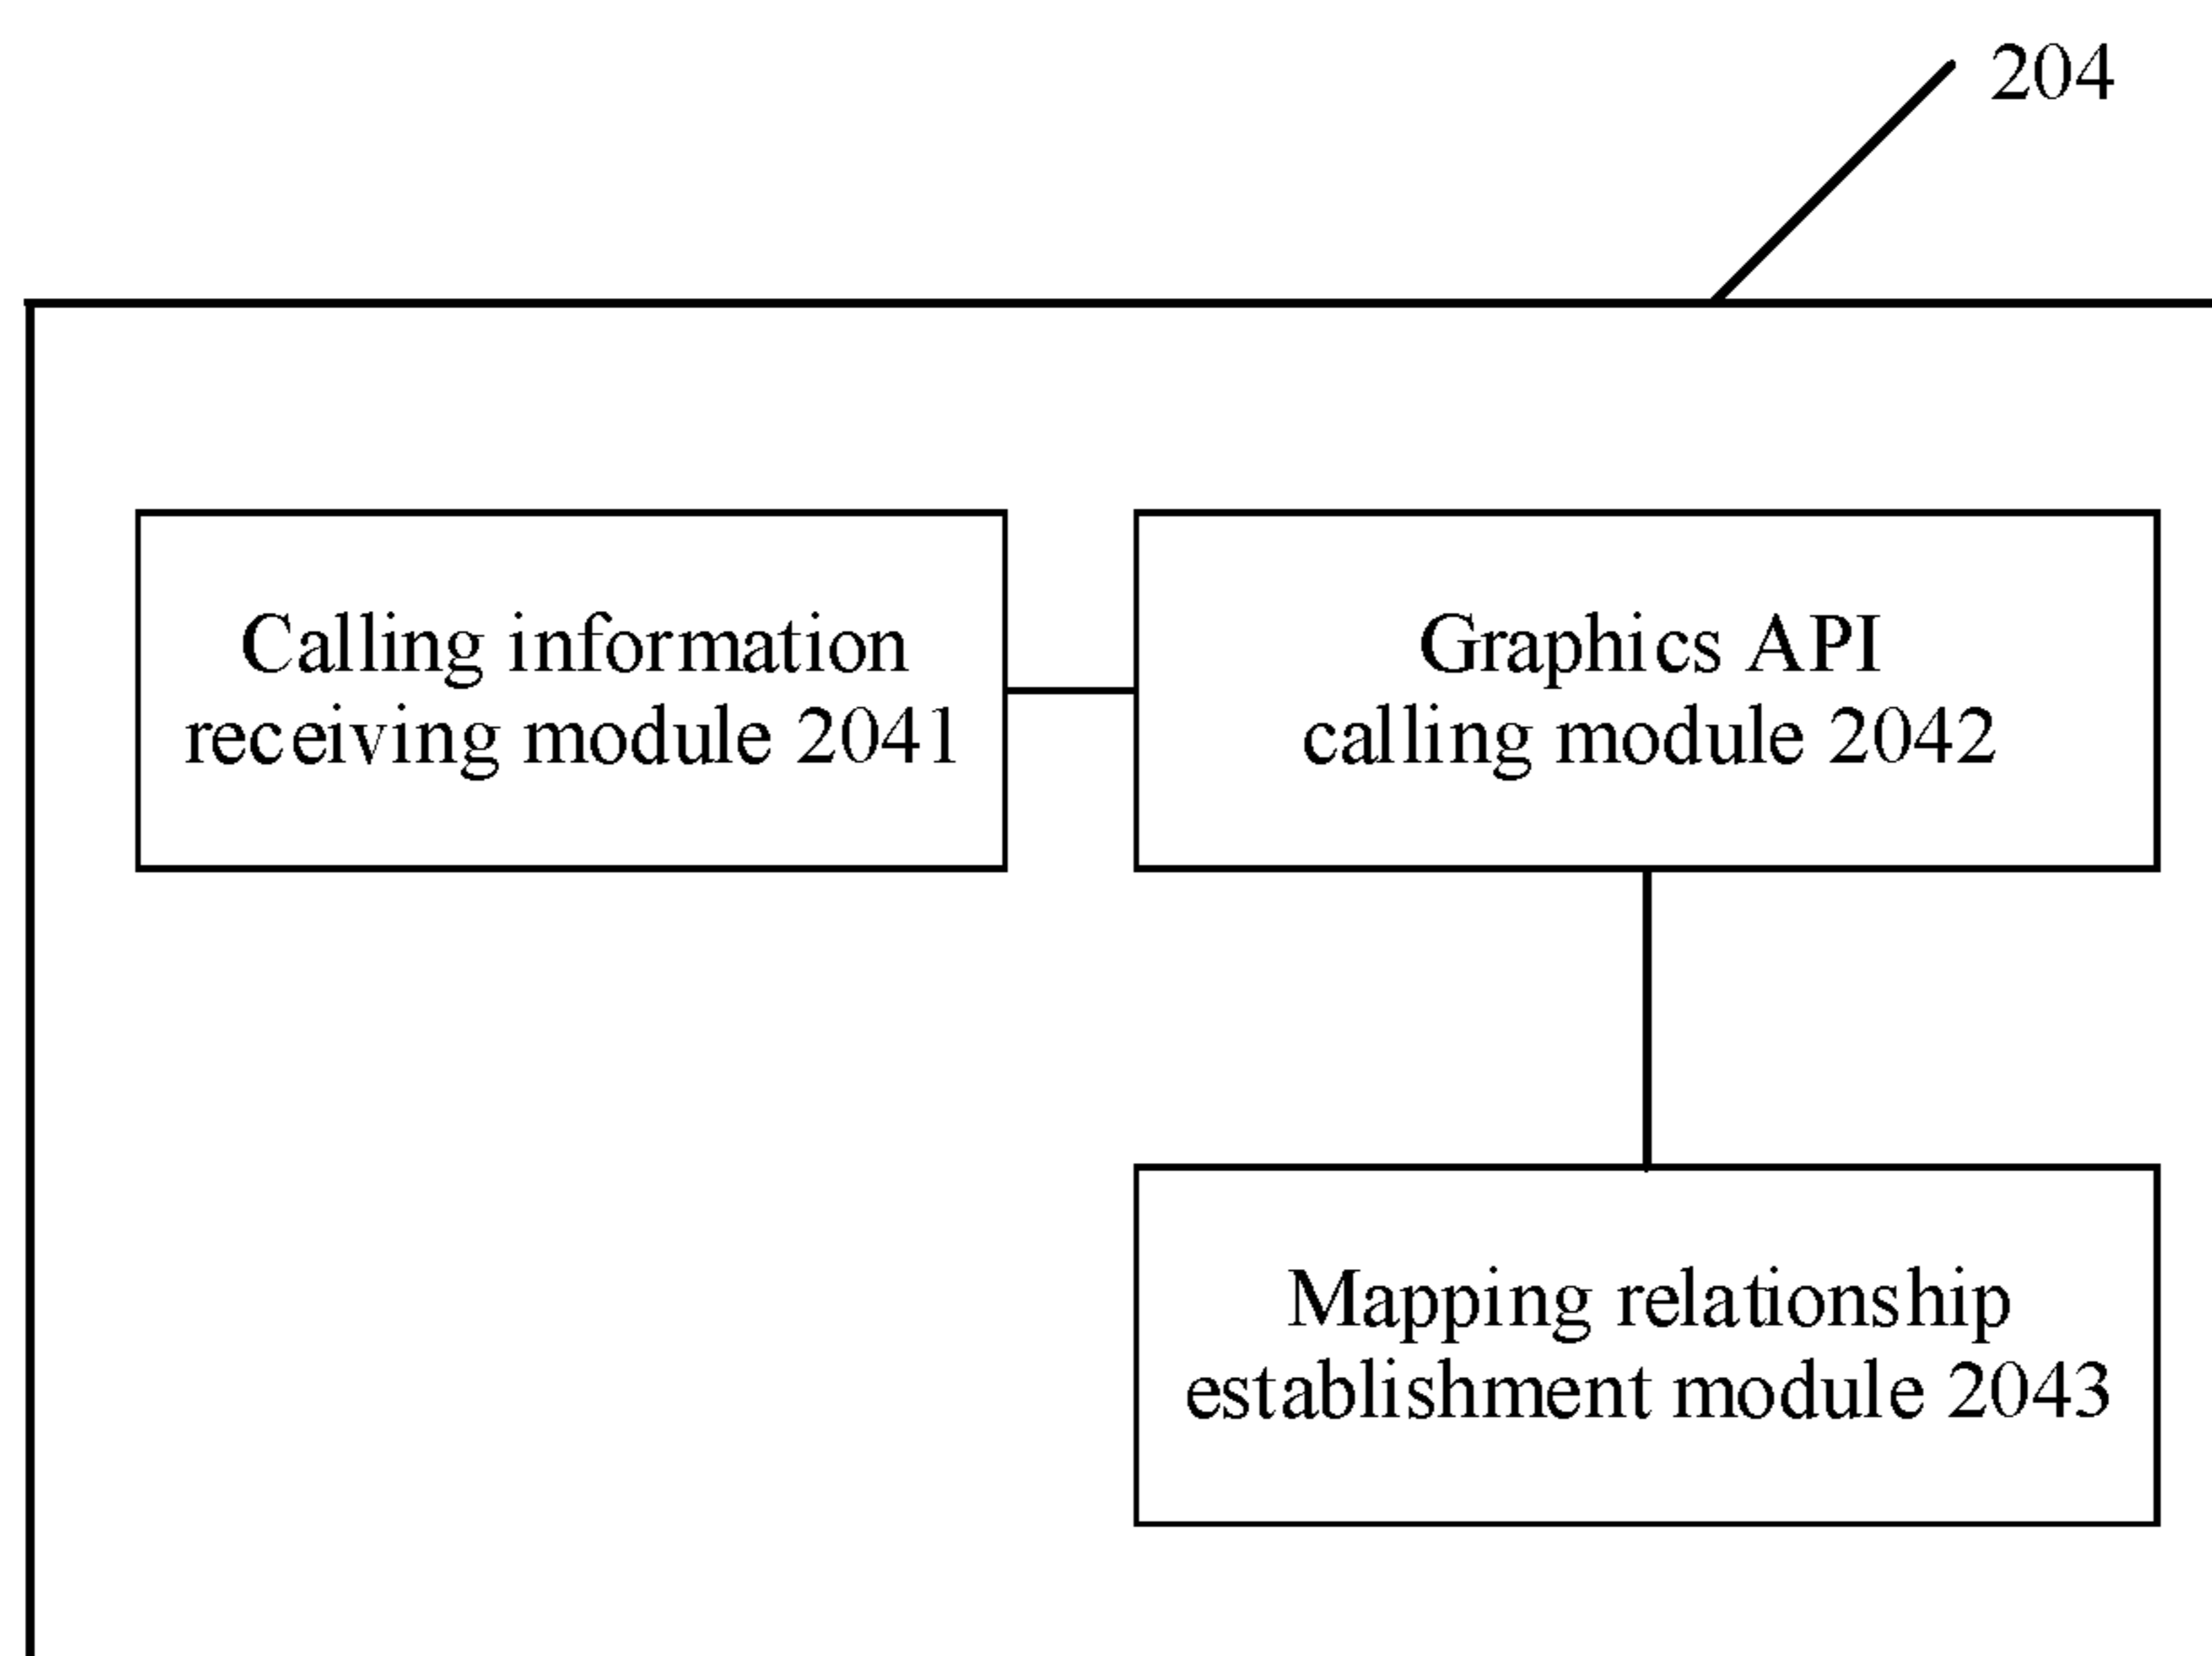 204
Calling information
receiving module 2041
Graphics API
calling module 2042
Mapping relationship
establishment module 2043